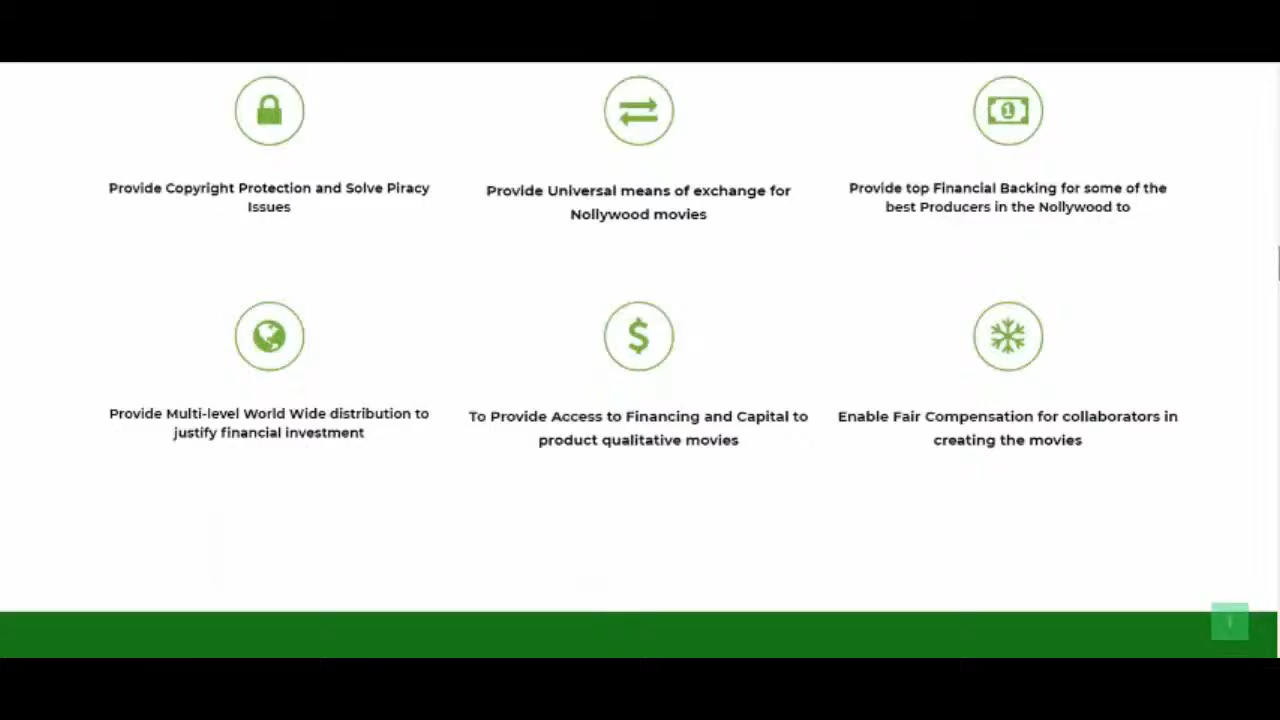 Provide Copyright Protection and Solve Piracy
Issues
Provide Universal means of exchange for
Nollywood movies
Provide top Financial Backing for some of the
best Producers in the Nollywood to
Provide Multi-level World Wide distribution to
justify financial investment
To Provide Access to Financing and Capital to
product qualitative movies
Enable Fair Compensation for collaborators in
creating the movies